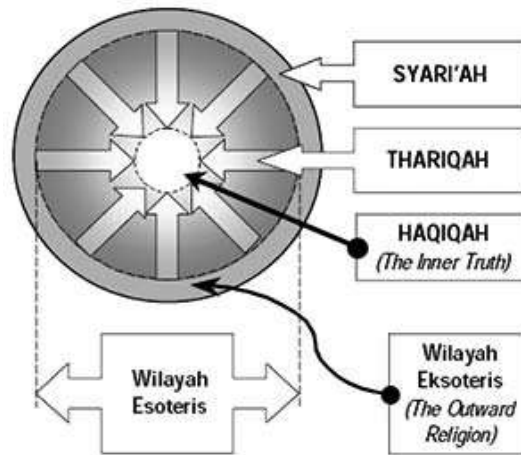 SYARI'AH
THARIQAH
HAQIQAH
(The Inner Truth)
Wilayah
Esoteris
Wilayah
Eksoteris
(The Outward
Religion)